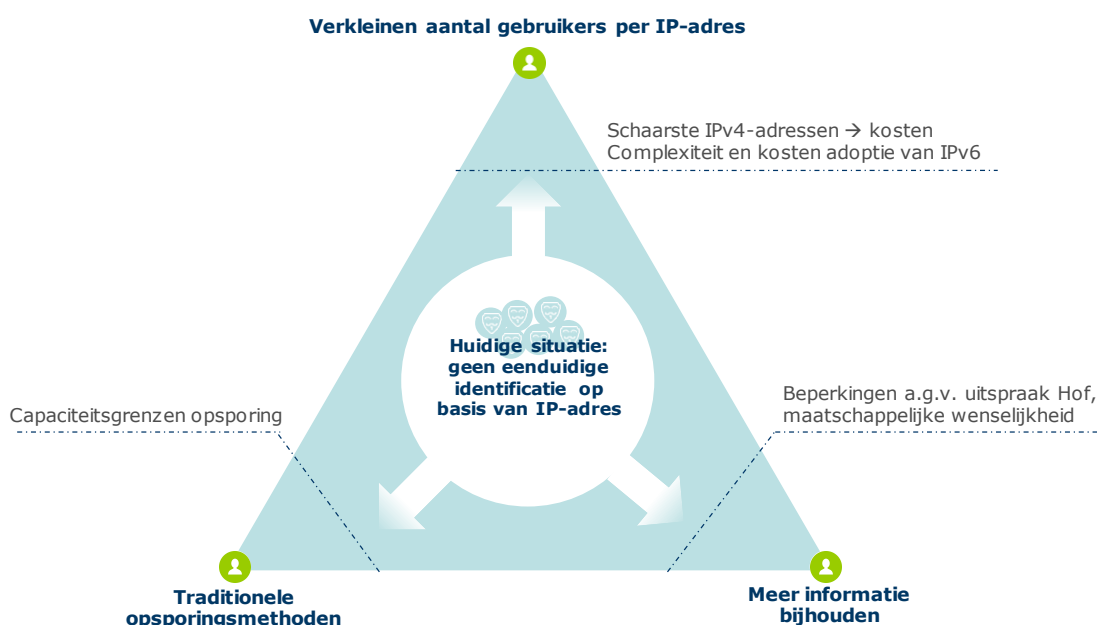 Verkleinen aantal gebruikers per IP-adres
Schaarste IPv4-adressen → kosten
Complexiteit en kosten adoptie van IPv6
Huidige situatie:
geen eenduidige
identificatie op
basis van IP-adres
Beperkingen a.g.v. uitspraak Hof,
maatschappelijke wenselijkheid
Capaciteitsgrenzen opsporing
Traditionele
opsporingsmethoden
Meer informatie
bijhouden